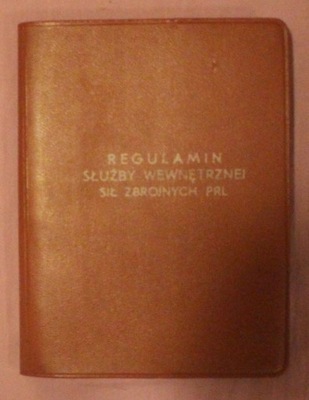 REGULAMIN
SŁUŻBY WEWNĘTRZNEJ
SIŁ ZBROJNYCH PRL